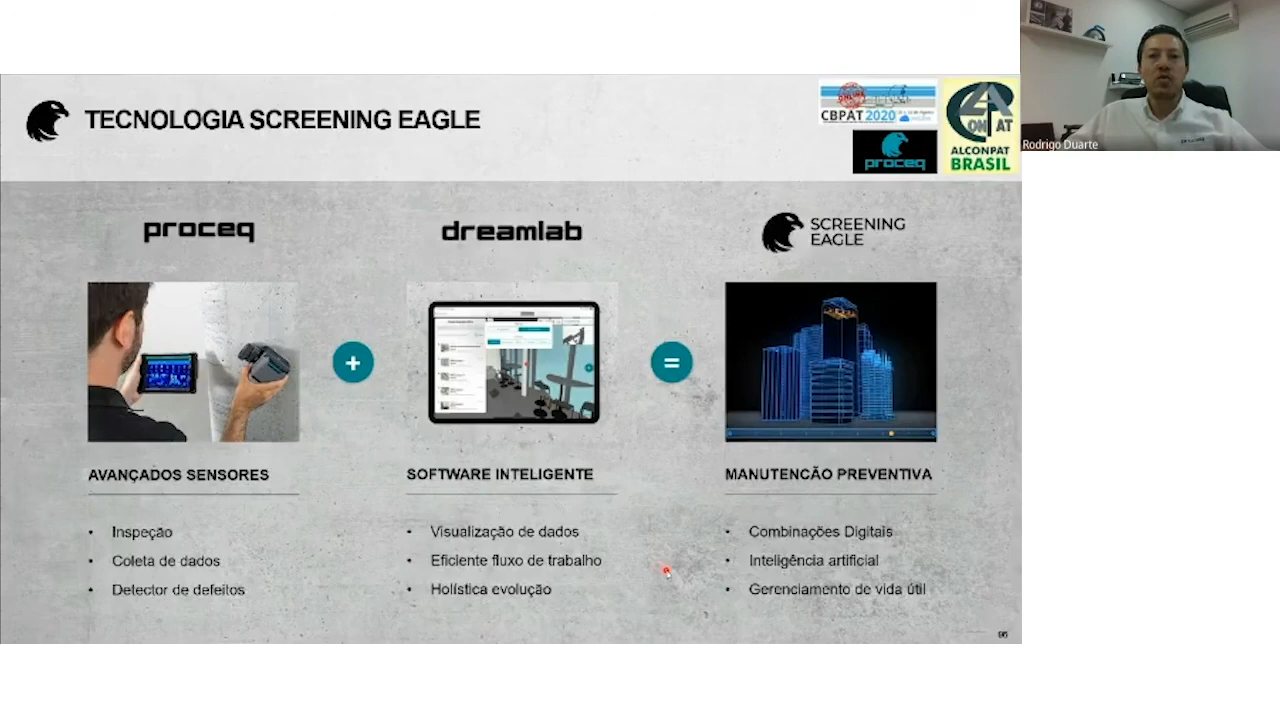 TECNOLOGIA SCREENING EAGLE
CBPAT 2020
proceq
ALCONPAT
BRASIL
Rodrigo Duarte
proceq
dreamlab
SCREENING
EAGLE
+
=
AVANÇADOS SENSORES
SOFTWARE INTELIGENTE
MANUTENCÃO PREVENTIVA
• Inspeção
• Coleta de dados
• Detector de defeitos
• Visualização de dados
• Eficiente fluxo de trabalho
• Holística evolução
• Combinações Digitais
• Inteligência artificial
• Gerenciamento de vida útil
96